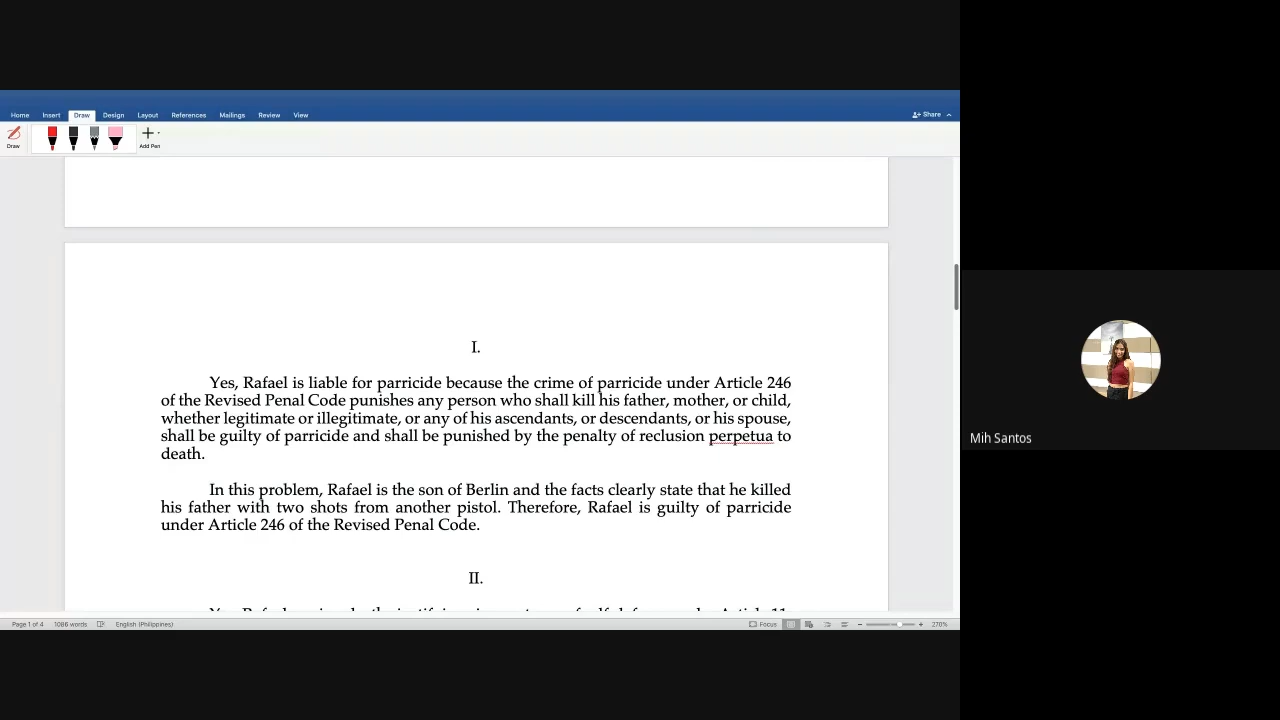 Home Insert Draw Design Layout References Mailings Review View Share
Draw Add Pen
I.
Yes, Rafael is liable for parricide because the crime of parricide under Article 246
of the Revised Penal Code punishes any person who shall kill his father, mother, or child,
whether legitimate or illegitimate, or any of his ascendants, or descendants, or his spouse,
shall be guilty of parricide and shall be punished by the penalty of reclusion perpetua to
death.
In this problem, Rafael is the son of Berlin and the facts clearly state that he killed
his father with two shots from another pistol. Therefore, Rafael is guilty of parricide
under Article 246 of the Revised Penal Code.
II.
Page 1 of 4 1086 words English (Philippines) Focus 270%
Mih Santos